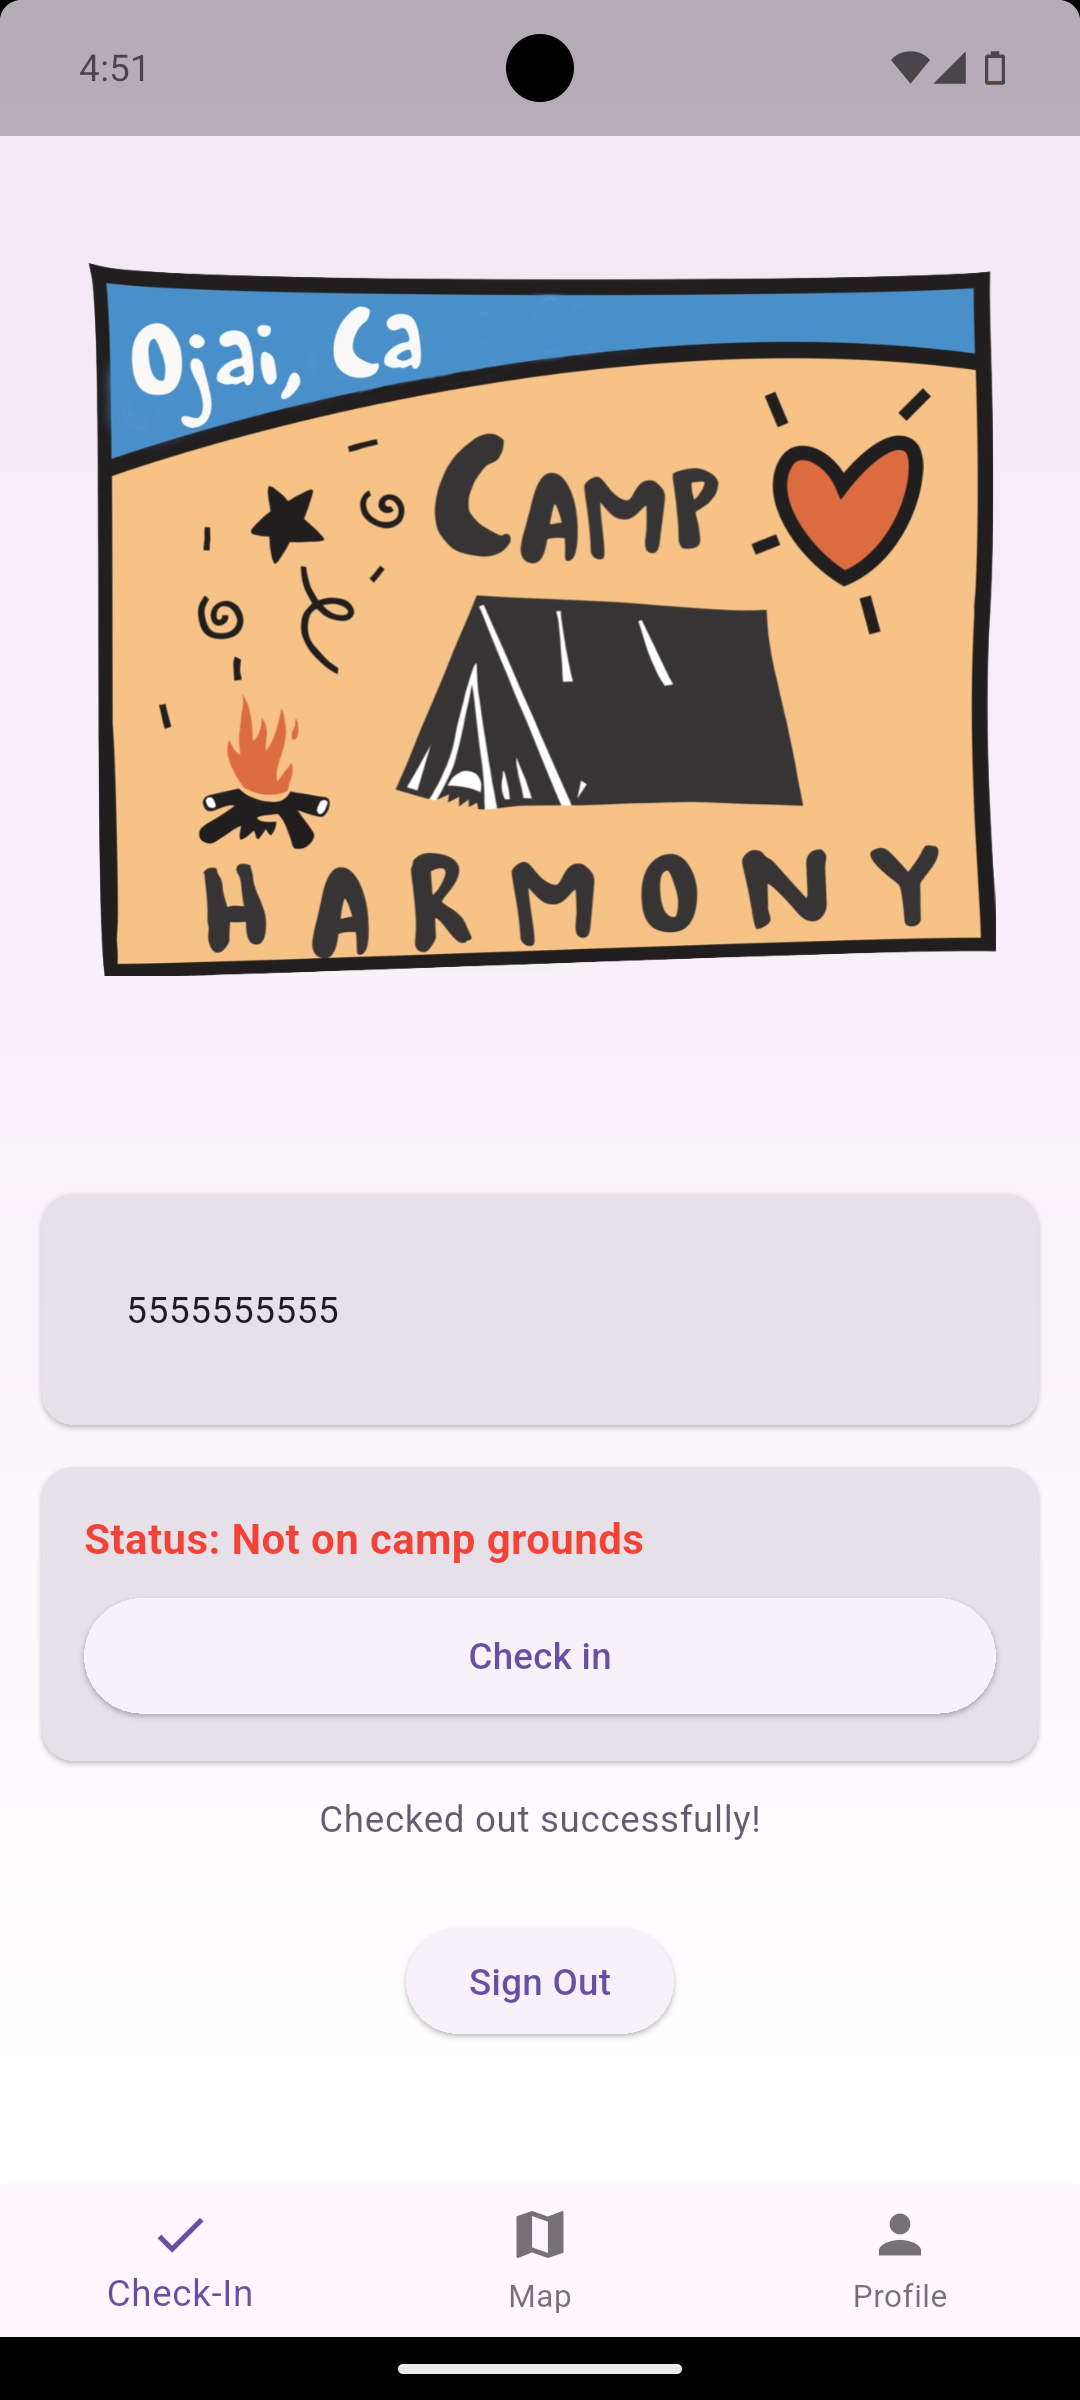 4:51
Ojai, Ca
CAMP
HARMONY
5555555555
Status: Not on camp grounds
Check in
Checked out successfully!
Sign Out
Check-In
Map
Profile